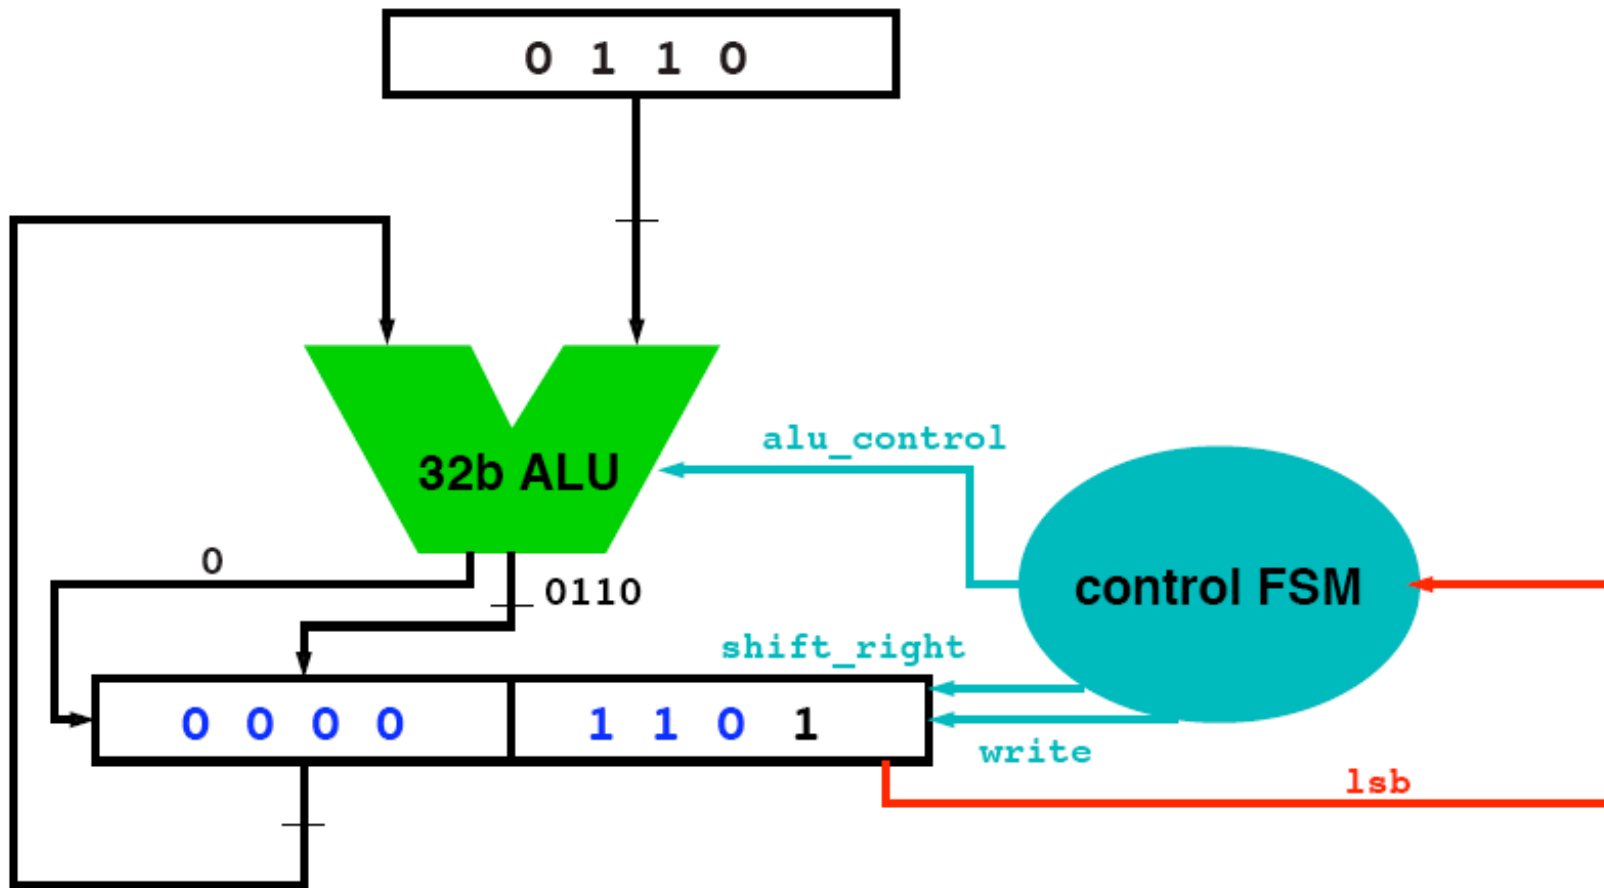 0 1 1 0
alu_control
32b ALU
0
0110
control FSM
shift_right
0 0 0 0 1 1 0 1
write
lsb